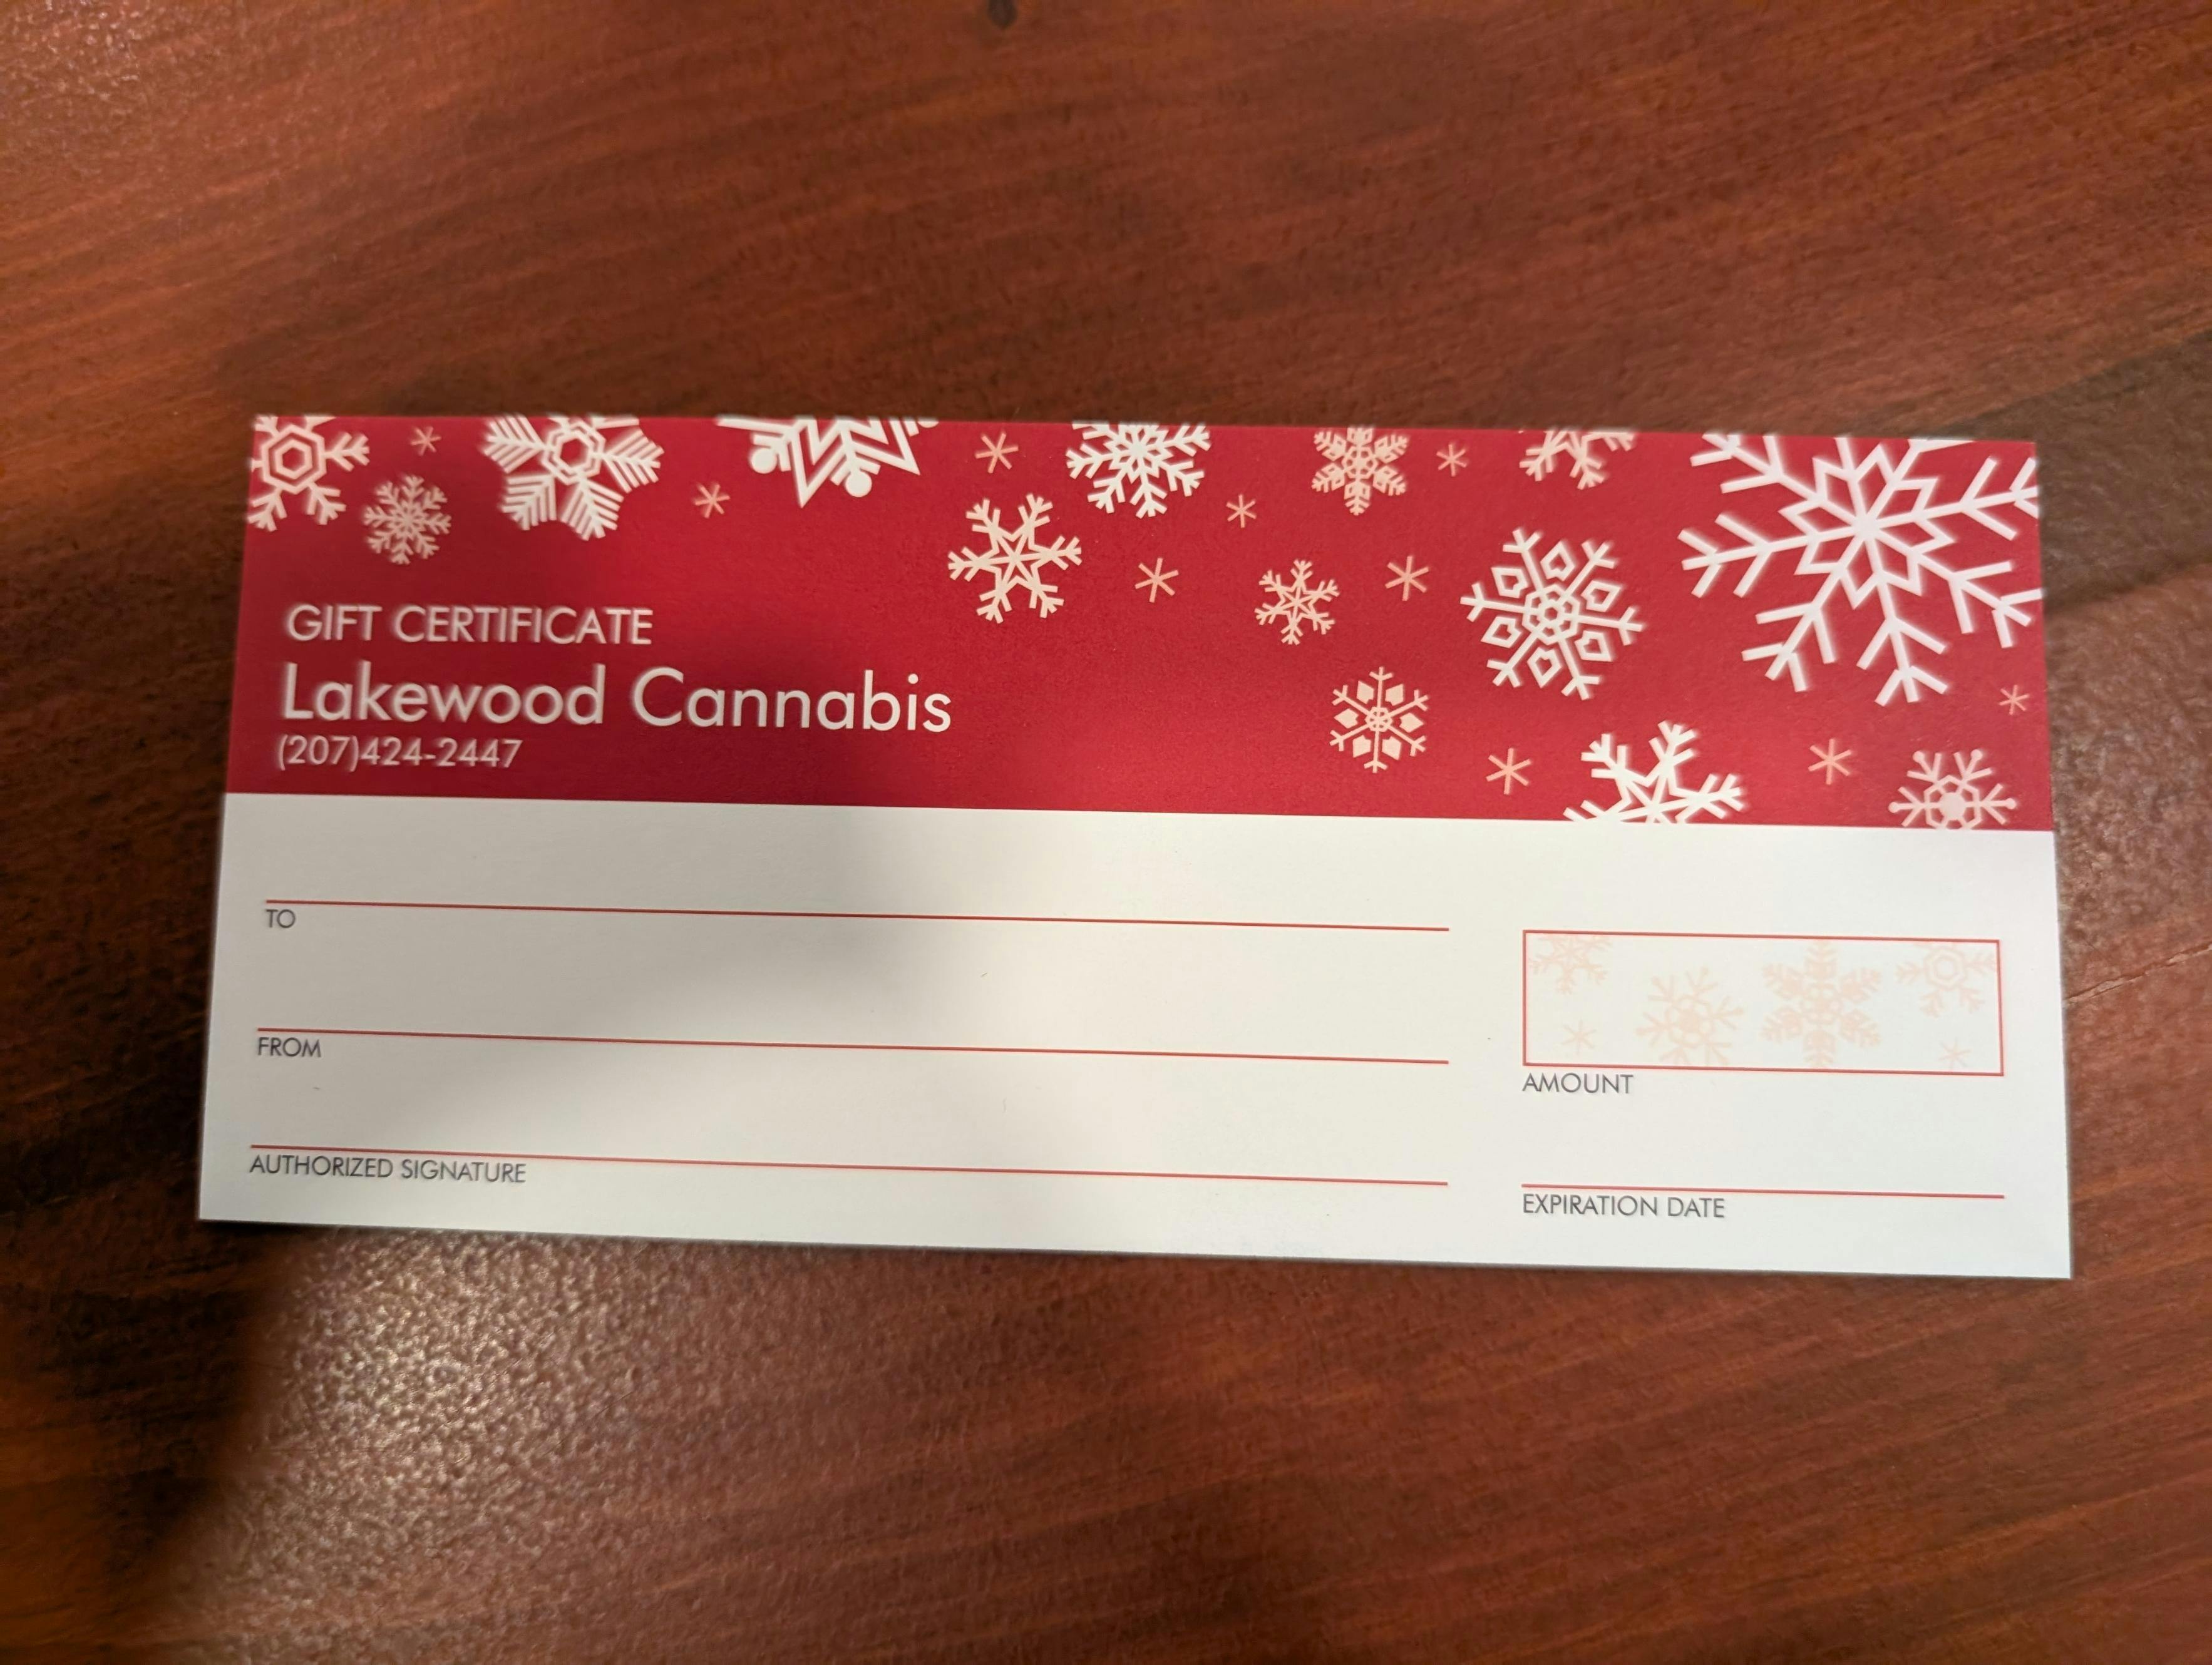 GIFT CERTIFICATE
Lakewood Cannabis
(207)424-2447
TO
FROM
AMOUNT
AUTHORIZED SIGNATURE
EXPIRATION DATE